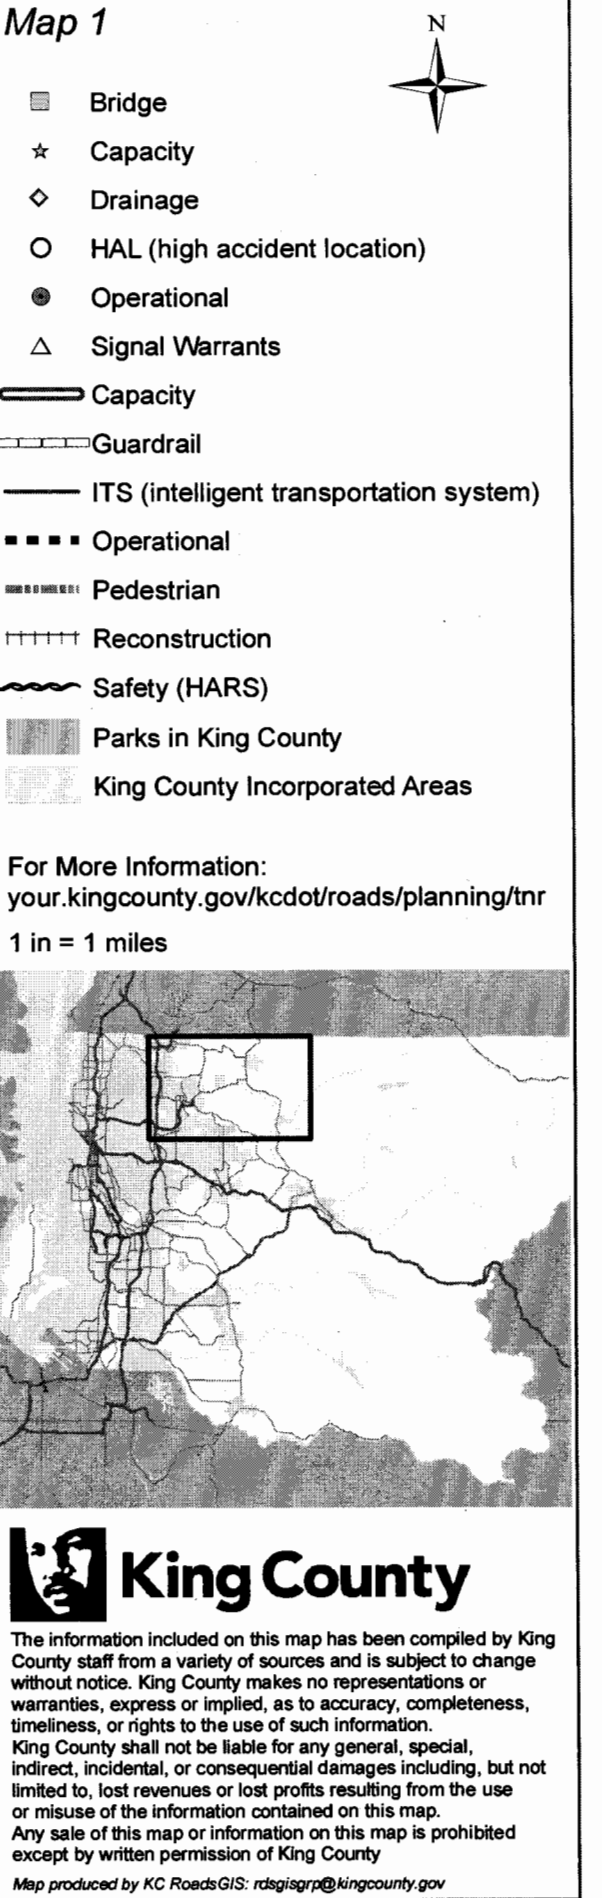 Map 1
N
Bridge
Capacity
Drainage
HAL (high accident location)
Operational
Signal Warrants
Capacity
Guardrail
ITS (intelligent transportation system)
Operational
Pedestrian
Reconstruction
Safety (HARS)
Parks in King County
King County Incorporated Areas
For More Information:
your.kingcounty.gov/kcdot/roads/planning/tnr
1 in = 1 miles
King County
The information included on this map has been compiled by King
County staff from a variety of sources and is subject to change
without notice. King County makes no representations or
warranties, express or implied, as to accuracy, completeness,
timeliness, or rights to the use of such information.
King County shall not be liable for any general, special,
indirect, incidental, or consequential damages including, but not
limited to, lost revenues or lost profits resulting from the use
or misuse of the information contained on this map.
Any sale of this map or information on this map is prohibited
except by written permission of King County
Map produced by KC RoadsGIS: rdsgisgrp@kingcounty.gov